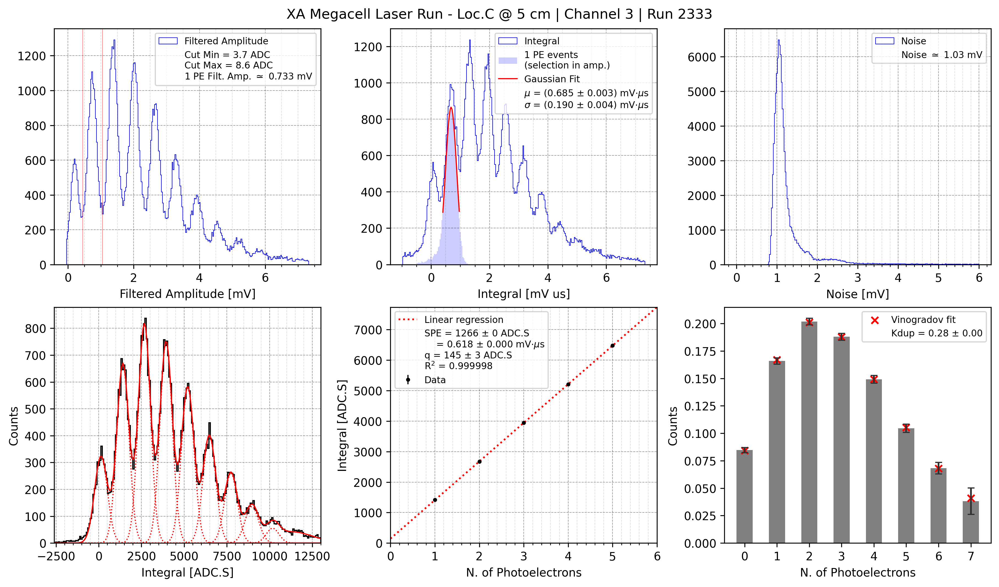 XA Megacell Laser Run - Loc.C @ 5 cm | Channel 3 | Run 2333
Filtered Amplitude
Cut Min = 3.7 ADC
Cut Max = 8.6 ADC
1 PE Filt. Amp. ≃ 0.733 mV
1200
1000
800
600
400
200
0
0 2 4 6
Filtered Amplitude [mV]
Integral
1 PE events
(selection in amp.)
Gaussian Fit
μ = (0.685 ± 0.003) mV·μs
σ = (0.190 ± 0.004) mV·μs
1200
1000
800
600
400
200
0
0 2 4 6
Integral [mV us]
Noise
Noise ≃ 1.03 mV
6000
5000
4000
3000
2000
1000
0
0 1 2 3 4 5 6
Noise [mV]
Counts
800
700
600
500
400
300
200
100
0
−2500 0 2500 5000 7500 10000 12500
Integral [ADC.S]
Linear regression
SPE = 1266 ± 0 ADC.S
= 0.618 ± 0.000 mV·μs
q = 145 ± 3 ADC.S
R² = 0.999998
Data
Integral [ADC.S]
7000
6000
5000
4000
3000
2000
1000
0
0 1 2 3 4 5 6
N. of Photoelectrons
Vinogradov fit
Kdup = 0.28 ± 0.00
Counts
0.200
0.175
0.150
0.125
0.100
0.075
0.050
0.025
0.000
0 1 2 3 4 5 6 7
N. of Photoelectrons